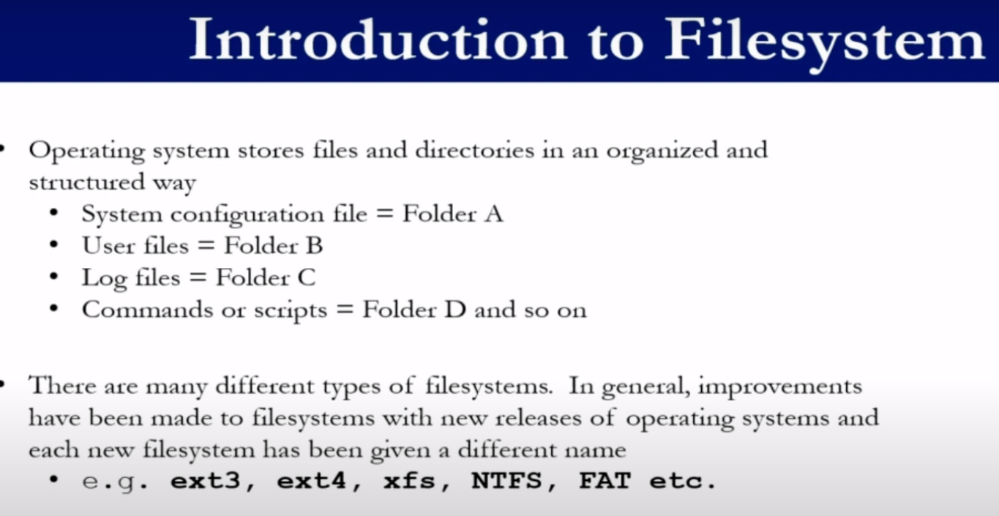 Introduction to Filesystem
• Operating system stores files and directories in an organized and
structured way
• System configuration file = Folder A
• User files = Folder B
• Log files = Folder C
• Commands or scripts = Folder D and so on
• There are many different types of filesystems. In general, improvements
have been made to filesystems with new releases of operating systems and
each new filesystem has been given a different name
• e.g. ext3, ext4, xfs, NTFS, FAT etc.